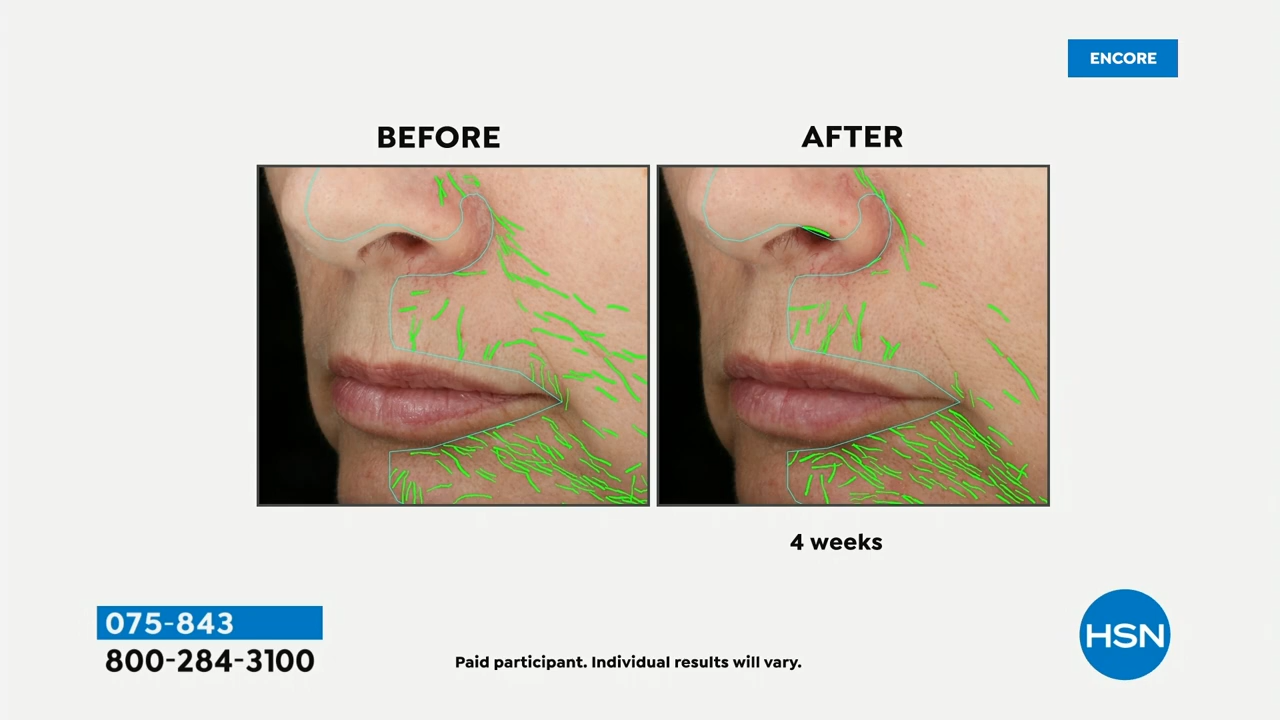 ENCORE
BEFORE
AFTER
4 weeks
075-843
800-284-3100
Paid participant. Individual results will vary.
HSN